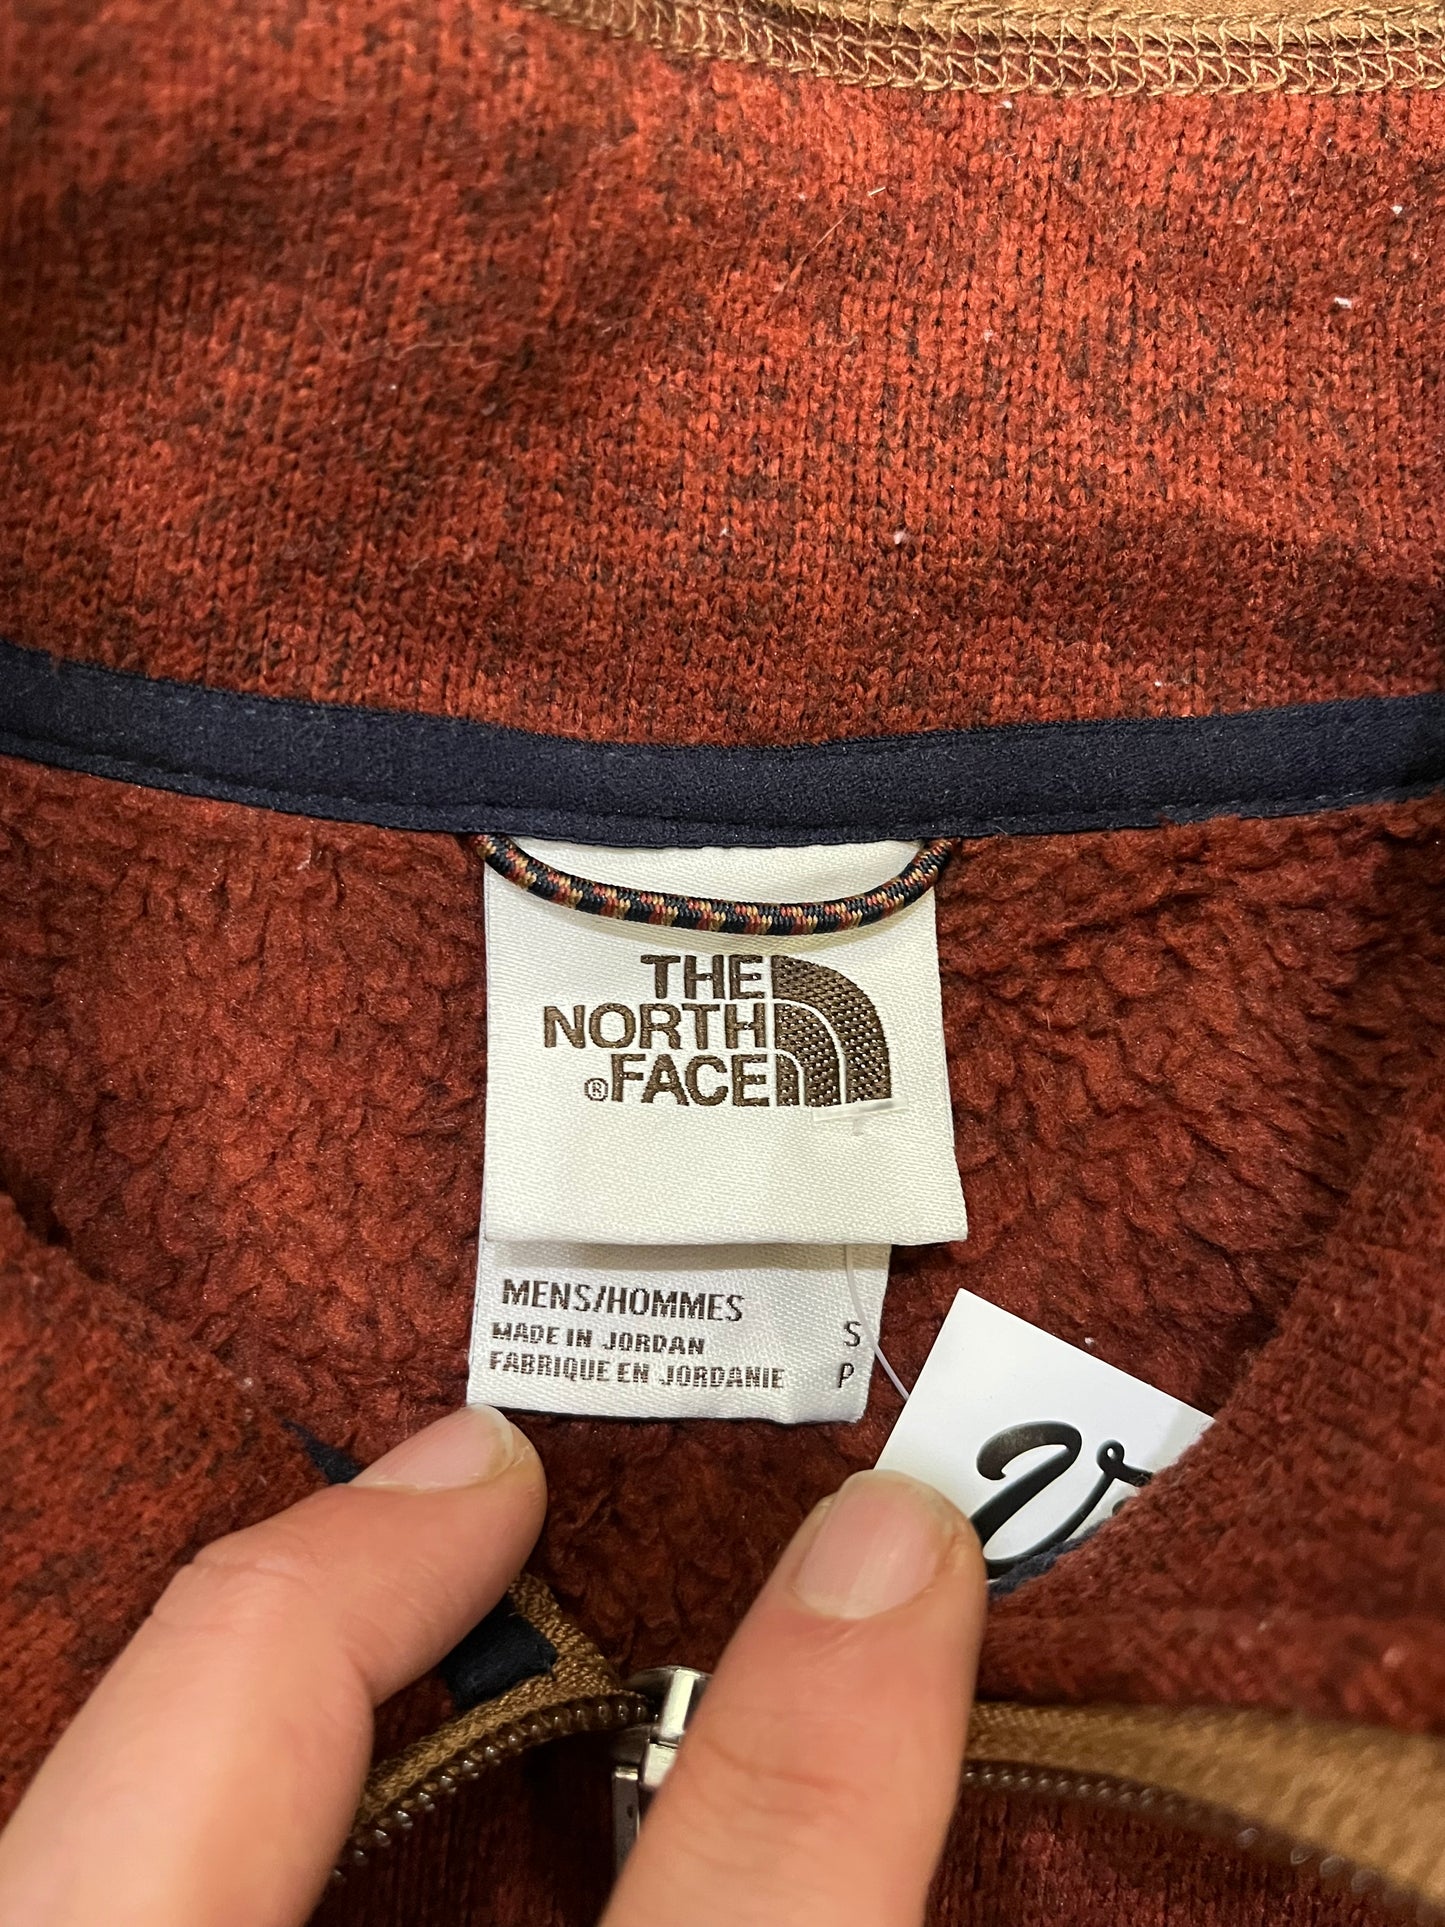 THE
NORTH
®FACE
MENS/HOMMES
MADE IN JORDAN S
FABRIQUE EN JORDANIE P